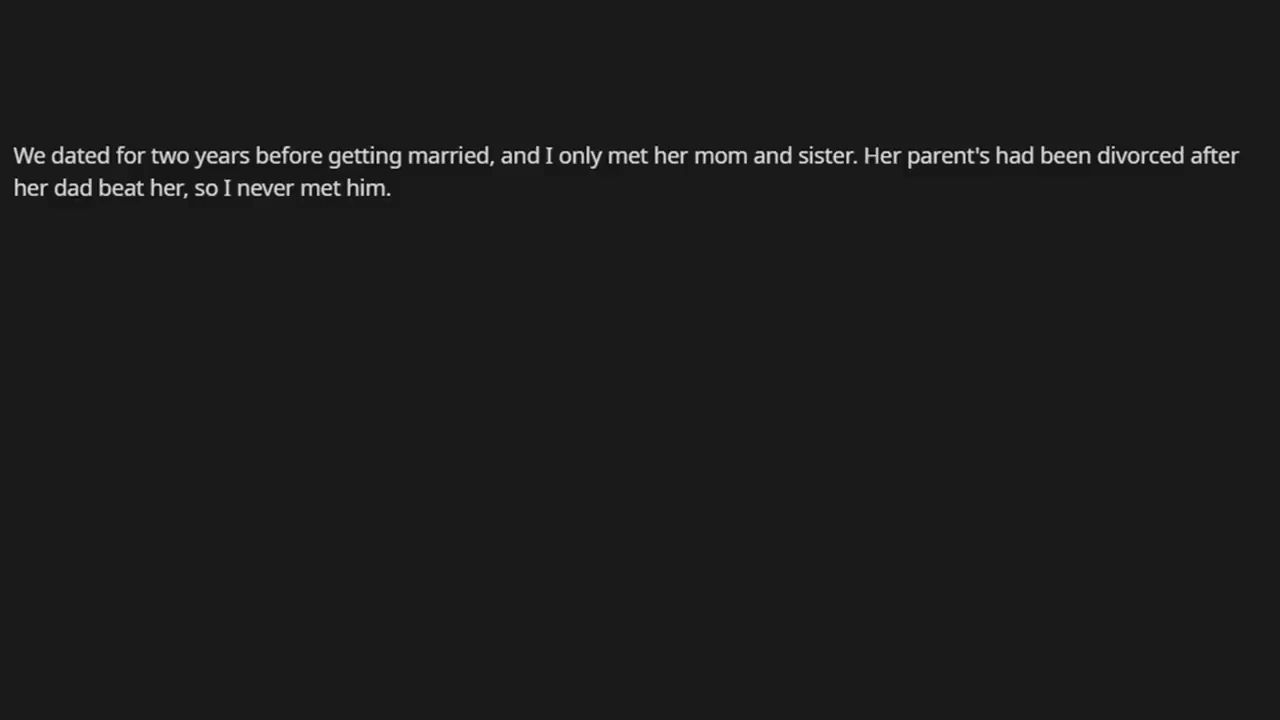 We dated for two years before getting married, and I only met her mom and sister. Her parent's had been divorced after
her dad beat her, so I never met him.